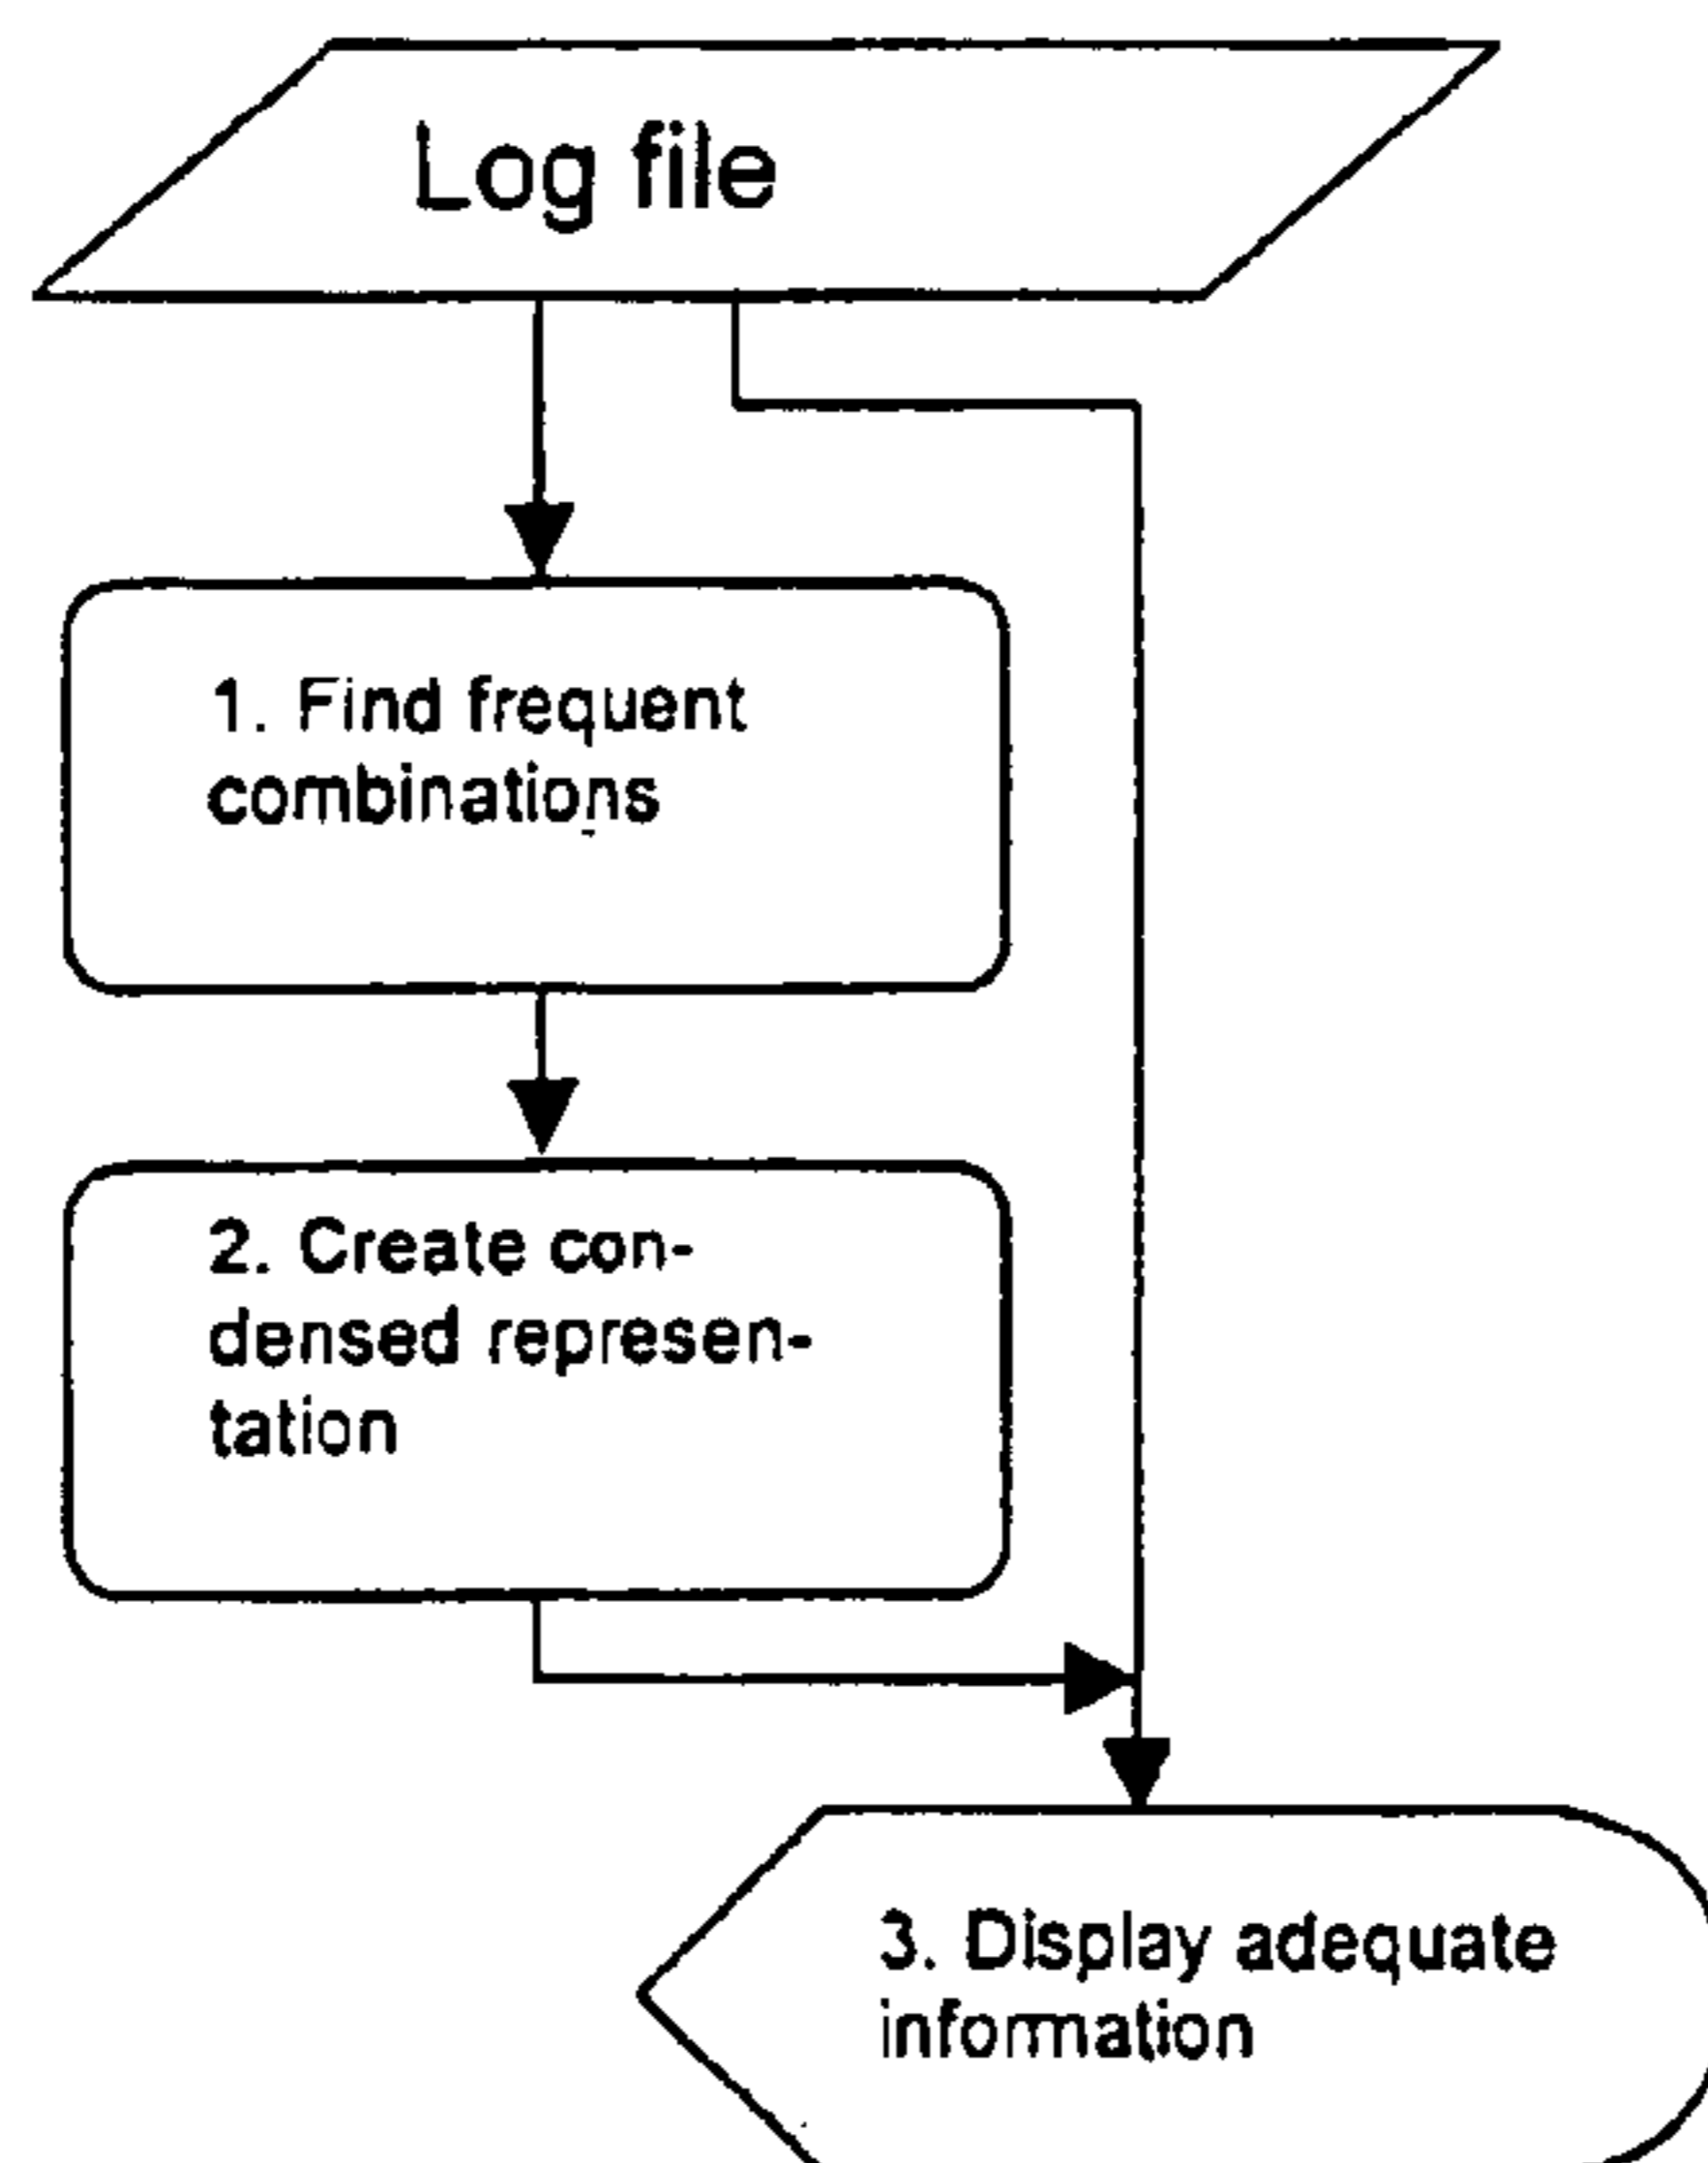 Log file
1. Find frequent
combinations
2. Create con-
densed represen-
tation
3. Display adequate
information